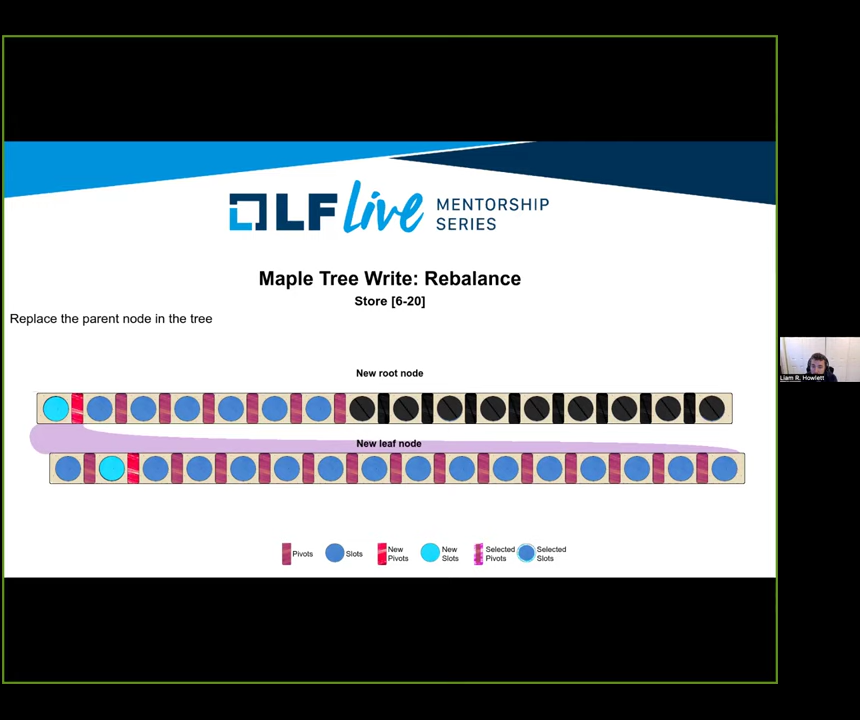 LF Live MENTORSHIP
SERIES
Maple Tree Write: Rebalance
Store [6-20]
Replace the parent node in the tree
New root node
Liam R. Howlett
New leaf node
Pivots
Slots
New
Pivots
New
Slots
Selected
Pivots
Selected
Slots